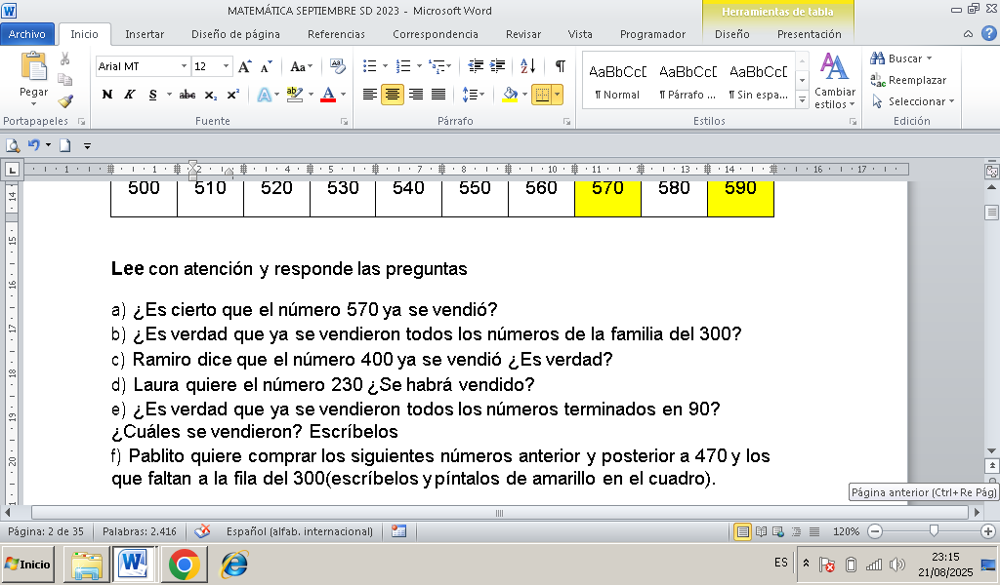 MATEMÁTICA SEPTIEMBRE SD 2023 - Microsoft Word
Herramientas de tabla
Archivo Inicio Insertar Diseño de página Referencias Correspondencia Revisar Vista Programador Diseño Presentación
Pegar
Arial MT 12
AaBbCcD AaBbCcD AaBbCcD
¶ Normal ¶ Párrafo ... ¶ Sin espa...
Cambiar estilos
Buscar
Reemplazar
Seleccionar
Portapapeles Fuente Párrafo Estilos Edición
500 510 520 530 540 550 560 570 580 590
Lee con atención y responde las preguntas
a) ¿Es cierto que el número 570 ya se vendió?
b) ¿Es verdad que ya se vendieron todos los números de la familia del 300?
c) Ramiro dice que el número 400 ya se vendió ¿Es verdad?
d) Laura quiere el número 230 ¿Se habrá vendido?
e) ¿Es verdad que ya se vendieron todos los números terminados en 90?
¿Cuáles se vendieron? Escríbelos
f) Pablito quiere comprar los siguientes números anterior y posterior a 470 y los
que faltan a la fila del 300(escríbelos y píntalos de amarillo en el cuadro).
Página anterior (Ctrl+Re Pág)
Página: 2 de 35 Palabras: 2.416 Español (alfab. internacional) 120%
Inicio ES 23:15
21/08/2025